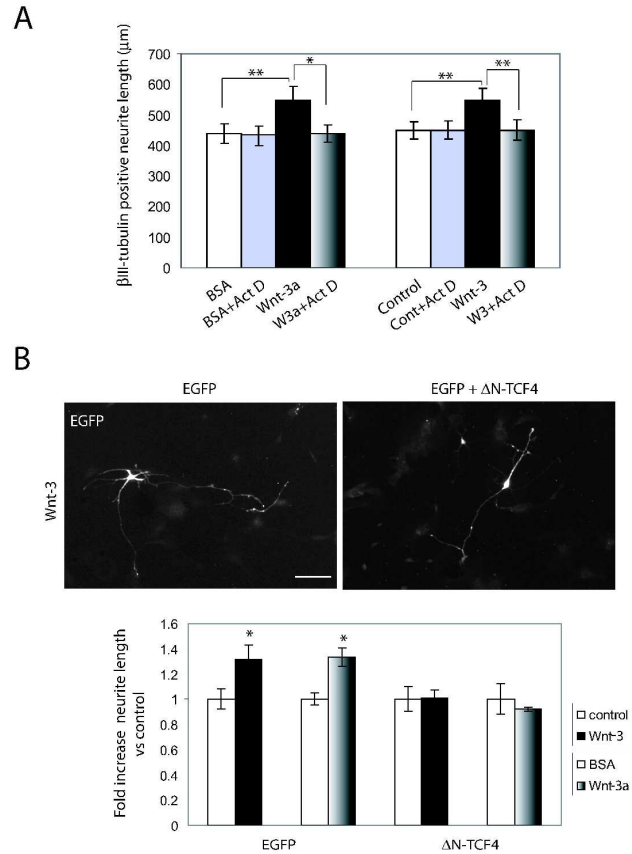 A
βIII-tubulin positive neurite length (μm)
700
600
500
400
300
200
100
0
**
*
**
**
BSA
BSA+Act D
Wnt-3a
W3a+Act D
Control
Cont+Act D
Wnt-3
W3+Act D
B
EGFP
EGFP + ΔN-TCF4
EGFP
Wnt-3
Fold increase neurite length
vs control
1.6
1.4
1.2
1
0.8
0.6
0.4
0.2
0
*
*
EGFP
ΔN-TCF4
control
Wnt-3
BSA
Wnt-3a